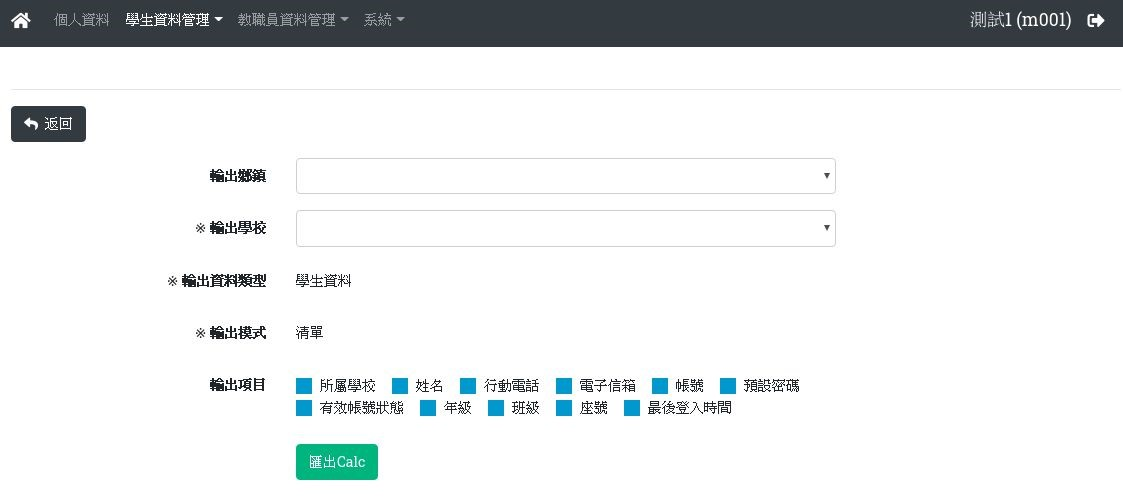 個人資料 學生資料管理 教職員資料管理 系統 測試1 (m001)
返回
輸出鄉鎮
※ 輸出學校
※ 輸出資料類型 學生資料
※ 輸出模式 清單
輸出項目 所屬學校 姓名 行動電話 電子信箱 帳號 預設密碼
有效帳號狀態 年級 班級 座號 最後登入時間
匯出Calc